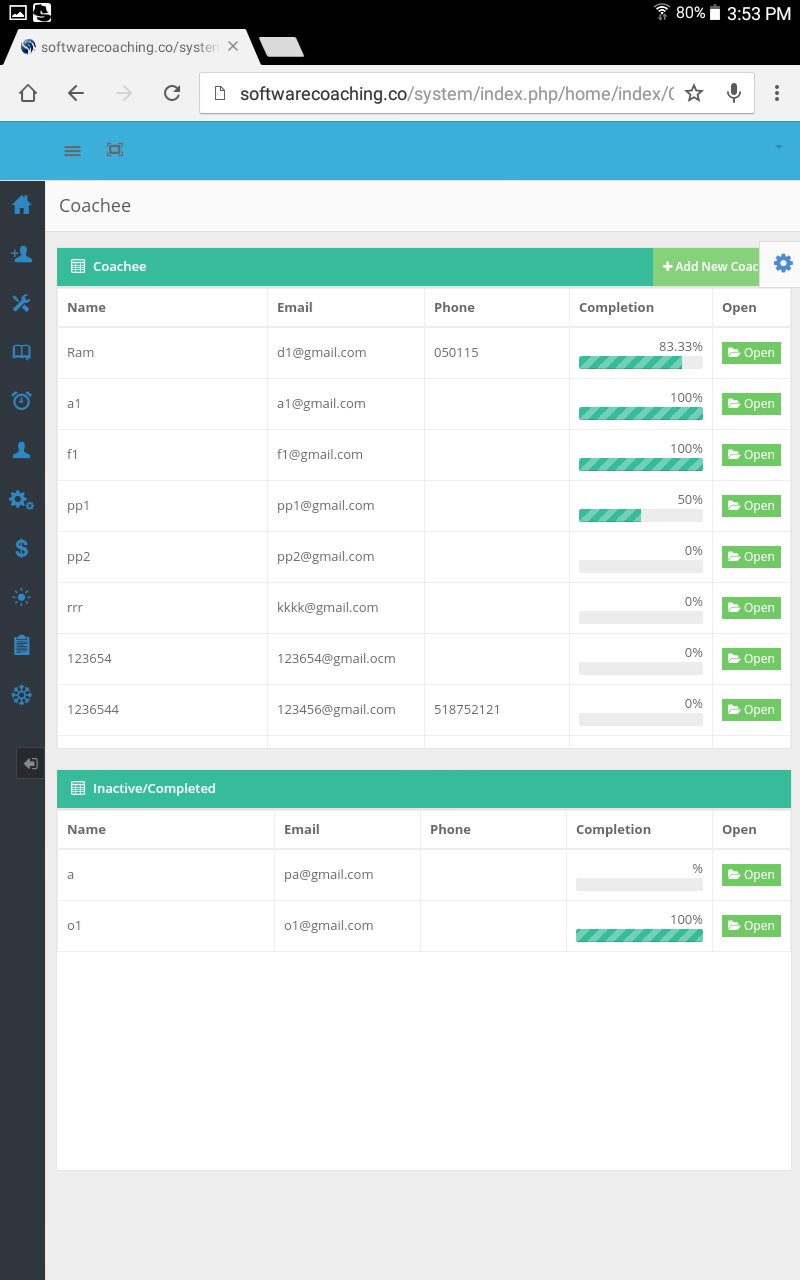 80% 3:53 PM
softwarecoaching.co/system
softwarecoaching.co/system/index.php/home/index/
Coachee
Coachee
Add New Coac
Name Email Phone Completion Open
Ram d1@gmail.com 050115 83.33% Open
a1 a1@gmail.com 100% Open
f1 f1@gmail.com 100% Open
pp1 pp1@gmail.com 50% Open
pp2 pp2@gmail.com 0% Open
rrr kkkk@gmail.com 0% Open
123654 123654@gmail.ocm 0% Open
1236544 123456@gmail.com 518752121 0% Open
Inactive/Completed
Name Email Phone Completion Open
a pa@gmail.com % Open
o1 o1@gmail.com 100% Open